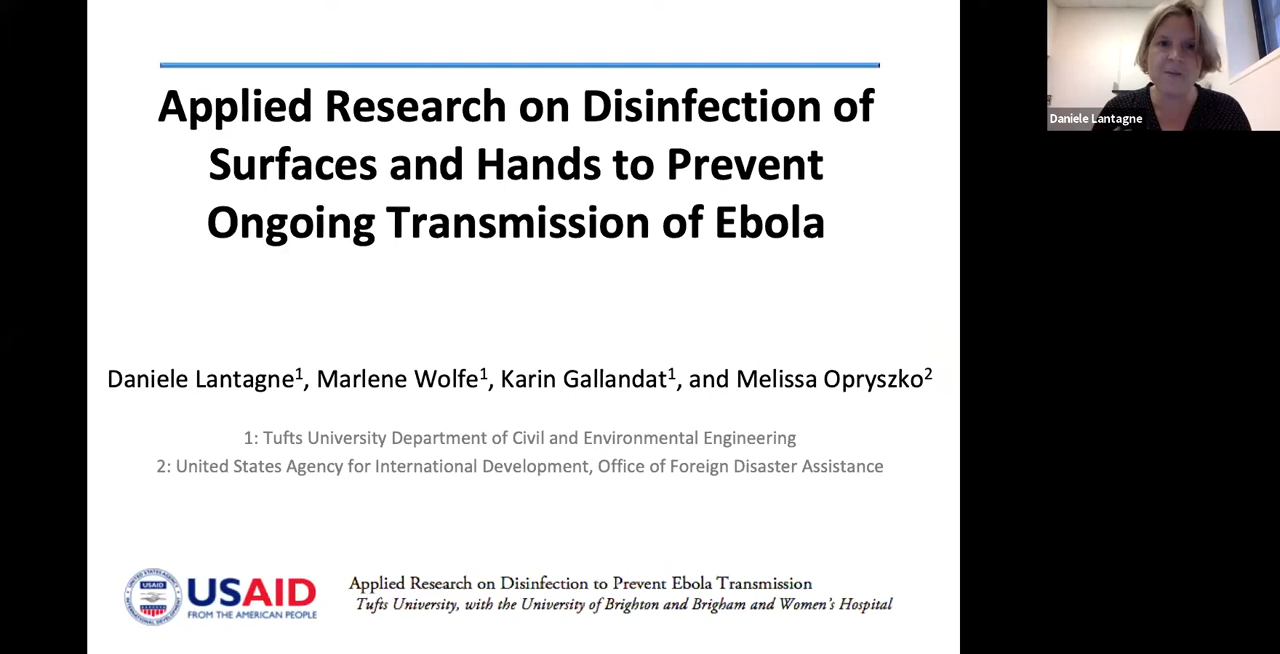 Applied Research on Disinfection of
Surfaces and Hands to Prevent
Ongoing Transmission of Ebola
Daniele Lantagne
Daniele Lantagne1, Marlene Wolfe1, Karin Gallandat1, and Melissa Opryszko2
1: Tufts University Department of Civil and Environmental Engineering
2: United States Agency for International Development, Office of Foreign Disaster Assistance
USAID
USAID
FROM THE AMERICAN PEOPLE
Applied Research on Disinfection to Prevent Ebola Transmission
Tufts University, with the University of Brighton and Brigham and Women's Hospital